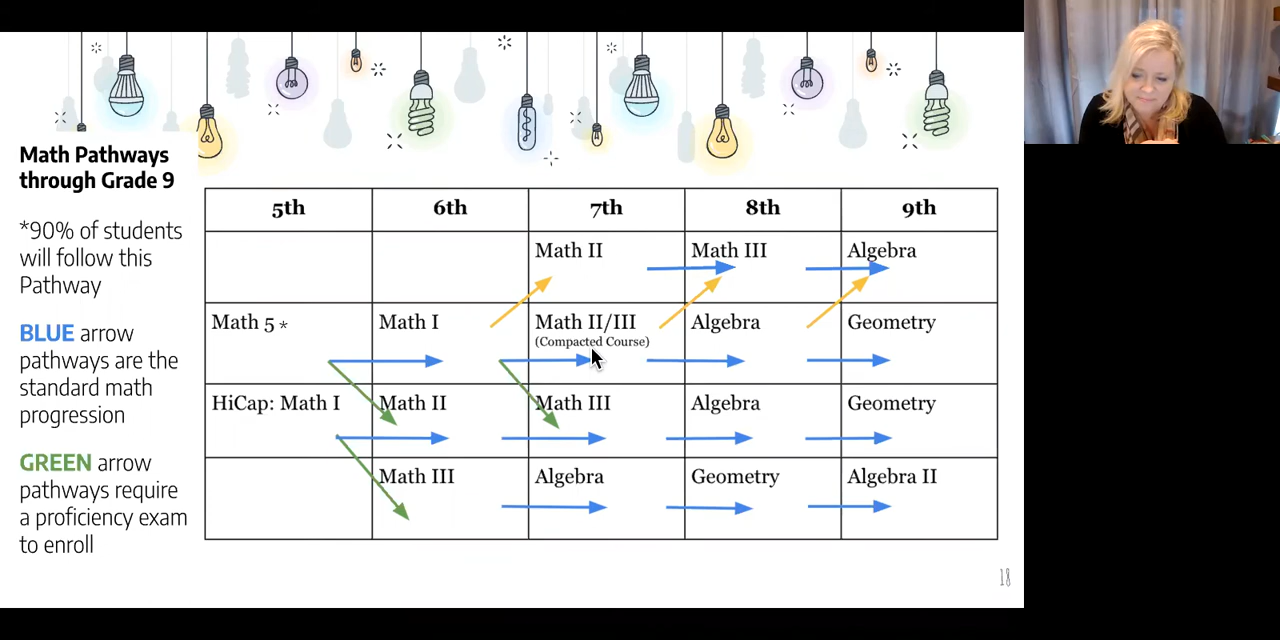 Math Pathways
through Grade 9
*90% of students
will follow this
Pathway
BLUE arrow
pathways are the
standard math
progression
GREEN arrow
pathways require
a proficiency exam
to enroll
5th 6th 7th 8th 9th
Math II Math III Algebra
Math 5 * Math I Math II/III Algebra Geometry
(Compacted Course)
HiCap: Math I Math II Math III Algebra Geometry
Math III Algebra Geometry Algebra II
18